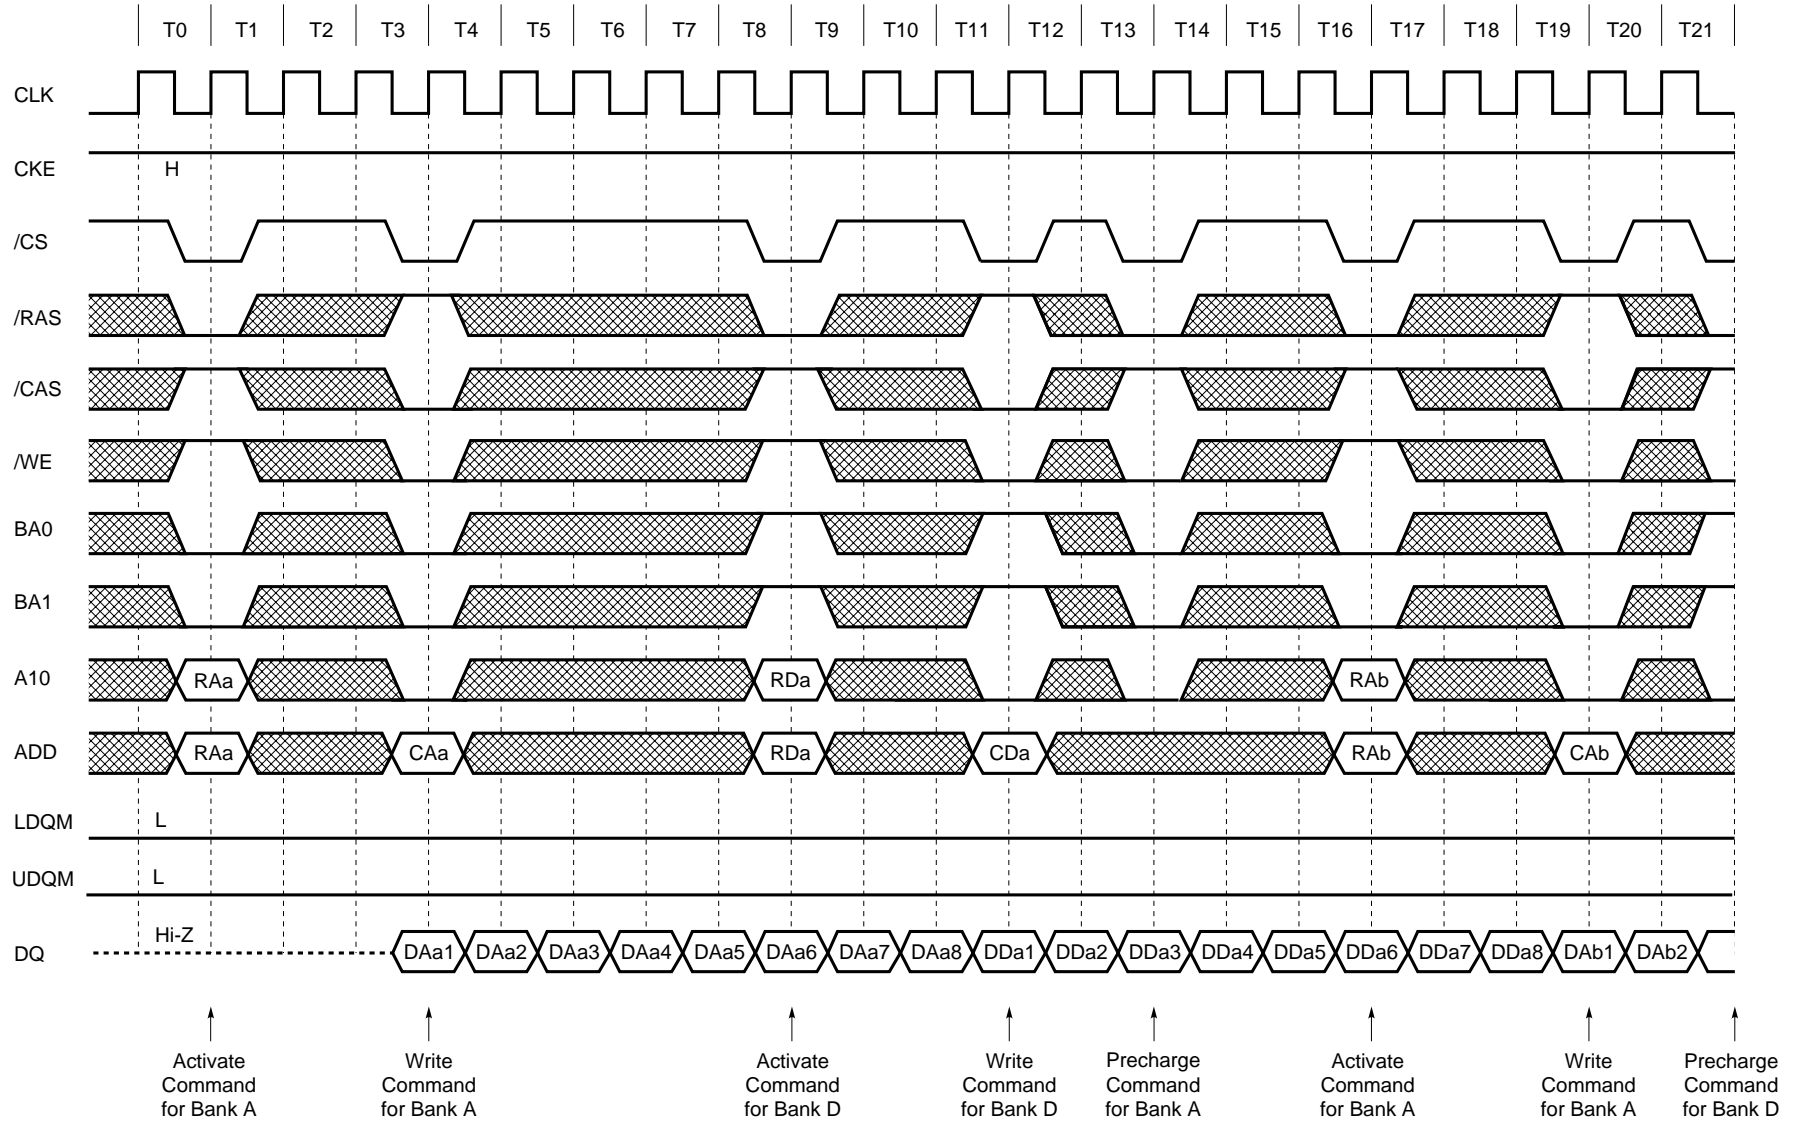 T0 T1 T2 T3 T4 T5 T6 T7 T8 T9 T10 T11 T12 T13 T14 T15 T16 T17 T18 T19 T20 T21
CLK
CKE H
/CS
/RAS
/CAS
/WE
BA0
BA1
A10 RAa RDa RAb
ADD RAa CAa RDa CDa RAb CAb
LDQM L
UDQM L
DQ Hi-Z DAa1 DAa2 DAa3 DAa4 DAa5 DAa6 DAa7 DAa8 DDa1 DDa2 DDa3 DDa4 DDa5 DDa6 DDa7 DDa8 DAb1 DAb2
Activate
Command
for Bank A
Write
Command
for Bank A
Activate
Command
for Bank D
Write
Command
for Bank D
Precharge
Command
for Bank A
Activate
Command
for Bank A
Write
Command
for Bank A
Precharge
Command
for Bank D